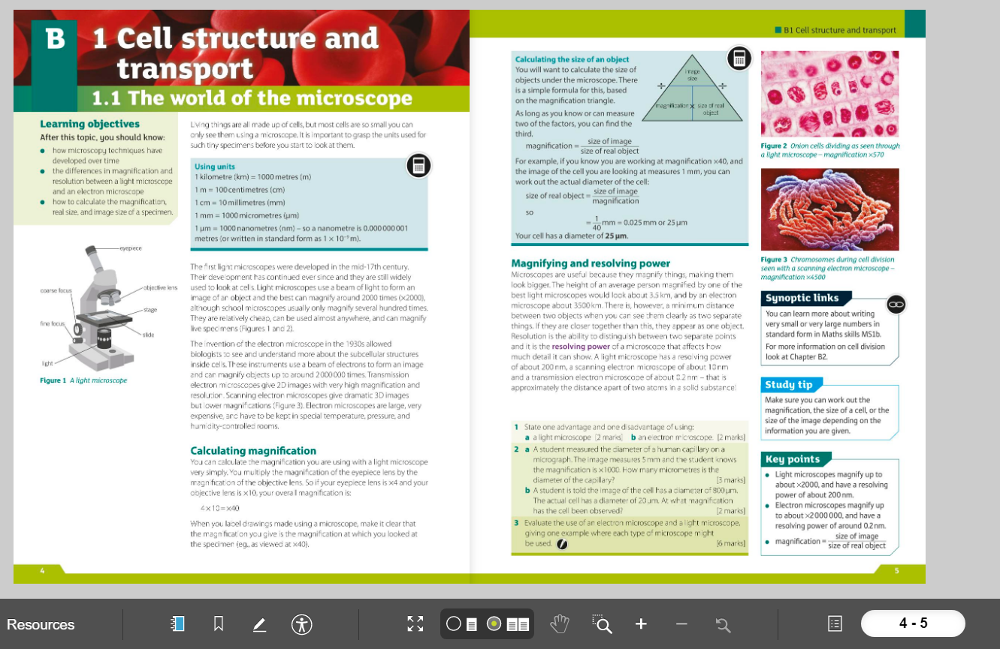 B
1 Cell structure and
transport
1.1 The world of the microscope
Learning objectives
After this topic, you should know:
● how microscopy techniques have
developed over time
● the differences in magnification and
resolution between a light microscope
and an electron microscope
● how to calculate the magnification,
real size, and image size of a specimen.
eyepiece
coarse focus
objective lens
stage
fine focus
slide
light
Figure 1 A light microscope
Living things are all made up of cells, but most cells are so small you can
only see them using a microscope. It is important to grasp the units used for
such tiny specimens before you start to look at them.
Using units
1 kilometre (km) = 1000 metres (m)
1 m = 100 centimetres (cm)
1 cm = 10 millimetres (mm)
1 mm = 1000 micrometres (μm)
1 μm = 1000 nanometres (nm) – so a nanometre is 0.000 000 001
metres (or written in standard form as 1 × 10⁻⁹ m).
The first light microscopes were developed in the mid-17th century.
Their development has continued ever since and they are still widely
used to look at cells. Light microscopes use a beam of light to form an
image of an object and the best can magnify around 2000 times (×2000),
although school microscopes usually only magnify several hundred times.
They are relatively cheap, can be used almost anywhere, and can magnify
live specimens (Figures 1 and 2).
The invention of the electron microscope in the 1930s allowed
biologists to see and understand more about the subcellular structures
inside cells. These instruments use a beam of electrons to form an image
and can magnify objects up to around 2 000 000 times. Transmission
electron microscopes give 2D images with very high magnification and
resolution. Scanning electron microscopes give dramatic 3D images
but lower magnifications (Figure 3). Electron microscopes are large, very
expensive, and have to be kept in special temperature, pressure, and
humidity-controlled rooms.
Calculating magnification
You can calculate the magnification you are using with a light microscope
very simply. You multiply the magnification of the eyepiece lens by the
magnification of the objective lens. So if your eyepiece lens is ×4 and your
objective lens is ×10, your overall magnification is:
4 × 10 = ×40
When you label drawings made using a microscope, make it clear that
the magnification you give is the magnification at which you looked at
the specimen (eg., as viewed at ×40).
4
B1 Cell structure and transport
Calculating the size of an object
You will want to calculate the size of
objects under the microscope. There
is a simple formula for this, based
on the magnification triangle.
As long as you know or can measure
two of the factors, you can find the
third.
image
size
÷ ÷
magnification × size of real
object
magnification = size of image
size of real object
For example, if you know you are working at magnification ×40, and
the image of the cell you are looking at measures 1 mm, you can
work out the actual diameter of the cell:
size of real object = size of image
magnification
so
= 1/40 mm = 0.025 mm or 25 μm
Your cell has a diameter of 25 μm.
Magnifying and resolving power
Microscopes are useful because they magnify things, making them
look bigger. The height of an average person magnified by one of the
best light microscopes would look about 3.5 km, and by an electron
microscope about 3500 km. There is, however, a minimum distance
between two objects when you can see them clearly as two separate
things. If they are closer together than this, they appear as one object.
Resolution is the ability to distinguish between two separate points
and it is the resolving power of a microscope that affects how
much detail it can show. A light microscope has a resolving power
of about 200 nm, a scanning electron microscope of about 10 nm
and a transmission electron microscope of about 0.2 nm – that is
approximately the distance apart of two atoms in a solid substance!
1 State one advantage and one disadvantage of using:
a a light microscope [2 marks] b an electron microscope. [2 marks]
2 a A student measured the diameter of a human capillary on a
micrograph. The image measures 5 mm and the student knows
the magnification is ×1000. How many micrometres is the
diameter of the capillary? [3 marks]
b A student is told the image of the cell has a diameter of 800 μm.
The actual cell has a diameter of 20 μm. At what magnification
has the cell been observed? [2 marks]
3 Evaluate the use of an electron microscope and a light microscope,
giving one example where each type of microscope might
be used. [6 marks]
Figure 2 Onion cells dividing as seen through
a light microscope – magnification ×570
Figure 3 Chromosomes during cell division
seen with a scanning electron microscope –
magnification ×4500
Synoptic links
You can learn more about writing
very small or very large numbers in
standard form in Maths skills MS1b.
For more information on cell division
look at Chapter B2.
Study tip
Make sure you can work out the
magnification, the size of a cell, or the
size of the image depending on the
information you are given.
Key points
● Light microscopes magnify up to
about ×2000, and have a resolving
power of about 200 nm.
● Electron microscopes magnify up
to about ×2 000 000, and have a
resolving power of around 0.2 nm.
● magnification = size of image
size of real object
5
Resources
4 - 5